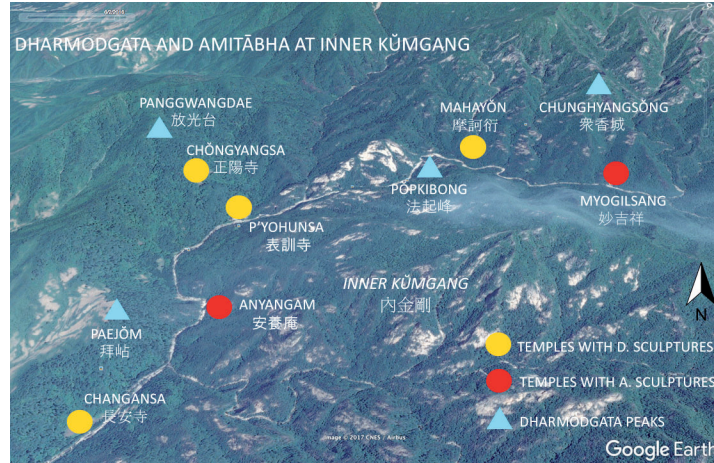 DHARMODGATA AND AMITĀBHA AT INNER KŬMGANG
PANGGWANGDAE
放光台
MAHAYŎN
摩訶衍
CHUNGHYANGSŎNG
衆香城
CHŎNGYANGSA
正陽寺
POPKIBONG
法起峰
MYOGILSANG
妙吉祥
P'YOHUNSA
表訓寺
INNER KŬMGANG
內金剛
ANYANGAM
安養庵
N
PAEJŎM
拜岾
TEMPLES WITH D. SCULPTURES
TEMPLES WITH A. SCULPTURES
CHANGANSA
長安寺
DHARMODGATA PEAKS
Image © 2017 CNES / Airbus
Google Earth